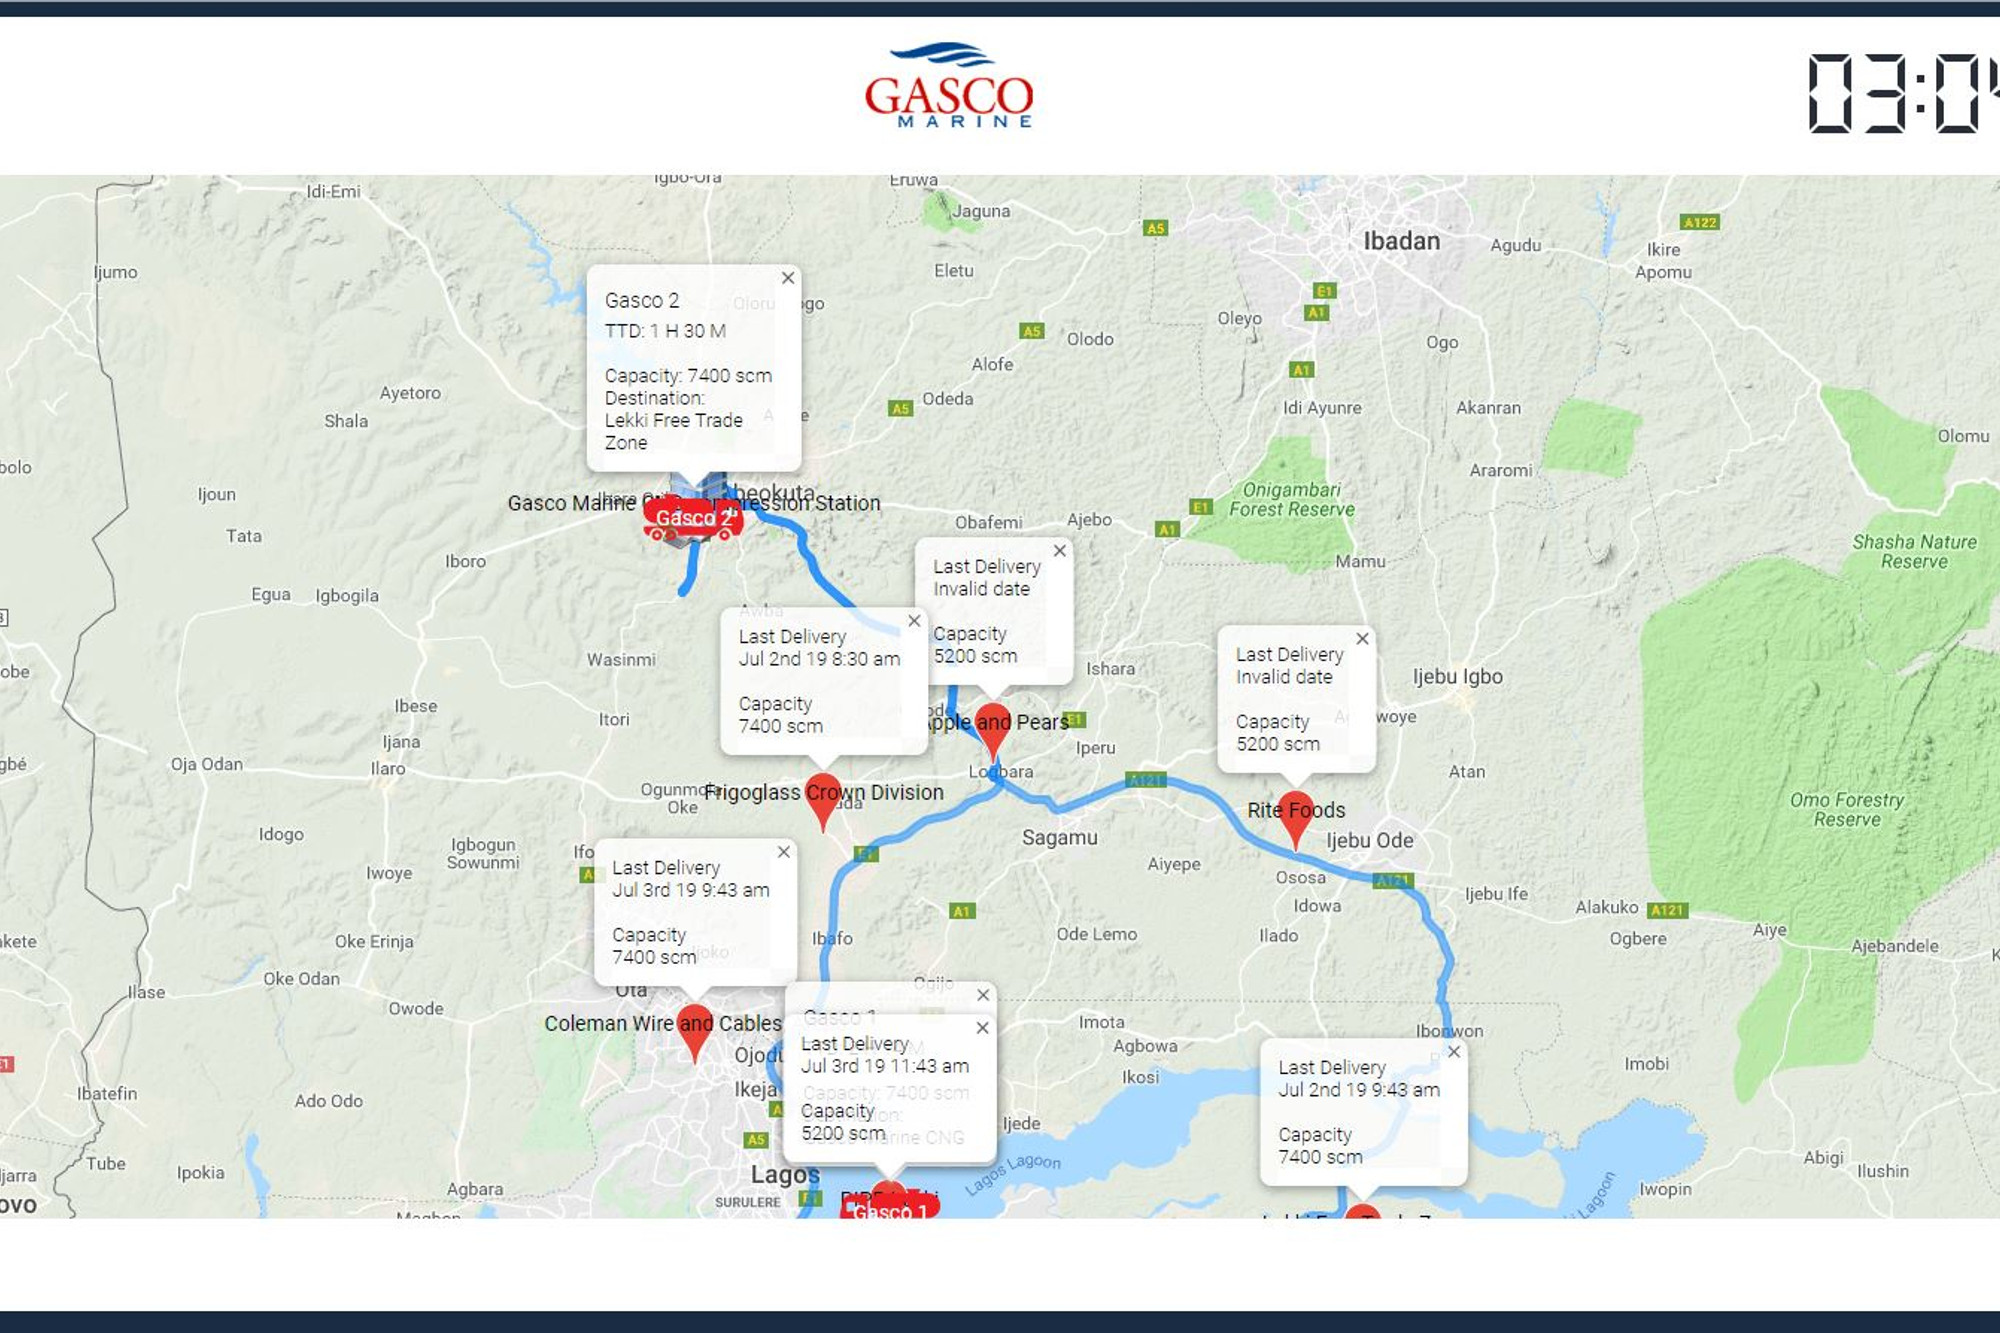 GASCO
MARINE
03:0
Igbo-Ora
Eruwa
Idi-Emi
Jaguna
A5
Ibadan
Agudu
A122
Ikire
Apomu
Ijumo
Eletu
E1
A1
Gasco 2
TTD: 1 H 30 M
Capacity: 7400 scm
Destination:
Lekki Free Trade
Zone
Oleyo
A5
Olodo
Ogo
Alofe
A1
Ayetoro
Odeda
A5
Shala
Idi Ayunre
Akanran
Olomu
Araromi
Ijoun
Onigambari
Forest Reserve
E1
A1
Abeokuta
Gasco Marine
Station
Gasco 2
Obafemi
Ajebo
Tata
Iboro
Mamu
Shasha Nature
Reserve
Egua
Igbogila
Last Delivery
Invalid date
Capacity
5200 scm
Awba
Last Delivery
Jul 2nd 19 8:30 am
Capacity
7400 scm
Last Delivery
Invalid date
Capacity
5200 scm
Wasinmi
Ishara
Ijebu Igbo
Ibese
Itori
Apple and Pears
E1
Iperu
Ijana
Ilaro
Oja Odan
Logbara
A121
Atan
Frigoglass Crown Division
Oke
Rite Foods
Omo Forestry
Reserve
Idogo
Igbogun
Sowunmi
Sagamu
Ijebu Ode
E1
Aiyepe
Iwoye
Last Delivery
Jul 3rd 19 9:43 am
Capacity
7400 scm
Ososa
A121
Ijebu Ife
Idowa
A1
Alakuko
A121
Oke Erinja
Ibafo
Ode Lemo
Ilado
Ogbere
Aiye
Ajebandele
Oke Odan
Ilase
Owode
Ota
Ogijo
Coleman Wire and Cables
Imota
Agbowa
Ibonwon
Imobi
Ikosi
Gasco 1
Capacity: 7400 scm
Last Delivery
Jul 3rd 19 11:43 am
Capacity
5200 scm
Last Delivery
Jul 2nd 19 9:43 am
Capacity
7400 scm
Ikeja
Ibatefin
Ado Odo
Ijede
A5
Lagos
SURULERE
E1
Lagos Lagoon
Tube
Ipokia
Agbara
Gasco 1
Iwopin
Abigi
Ilushin
Lagoon